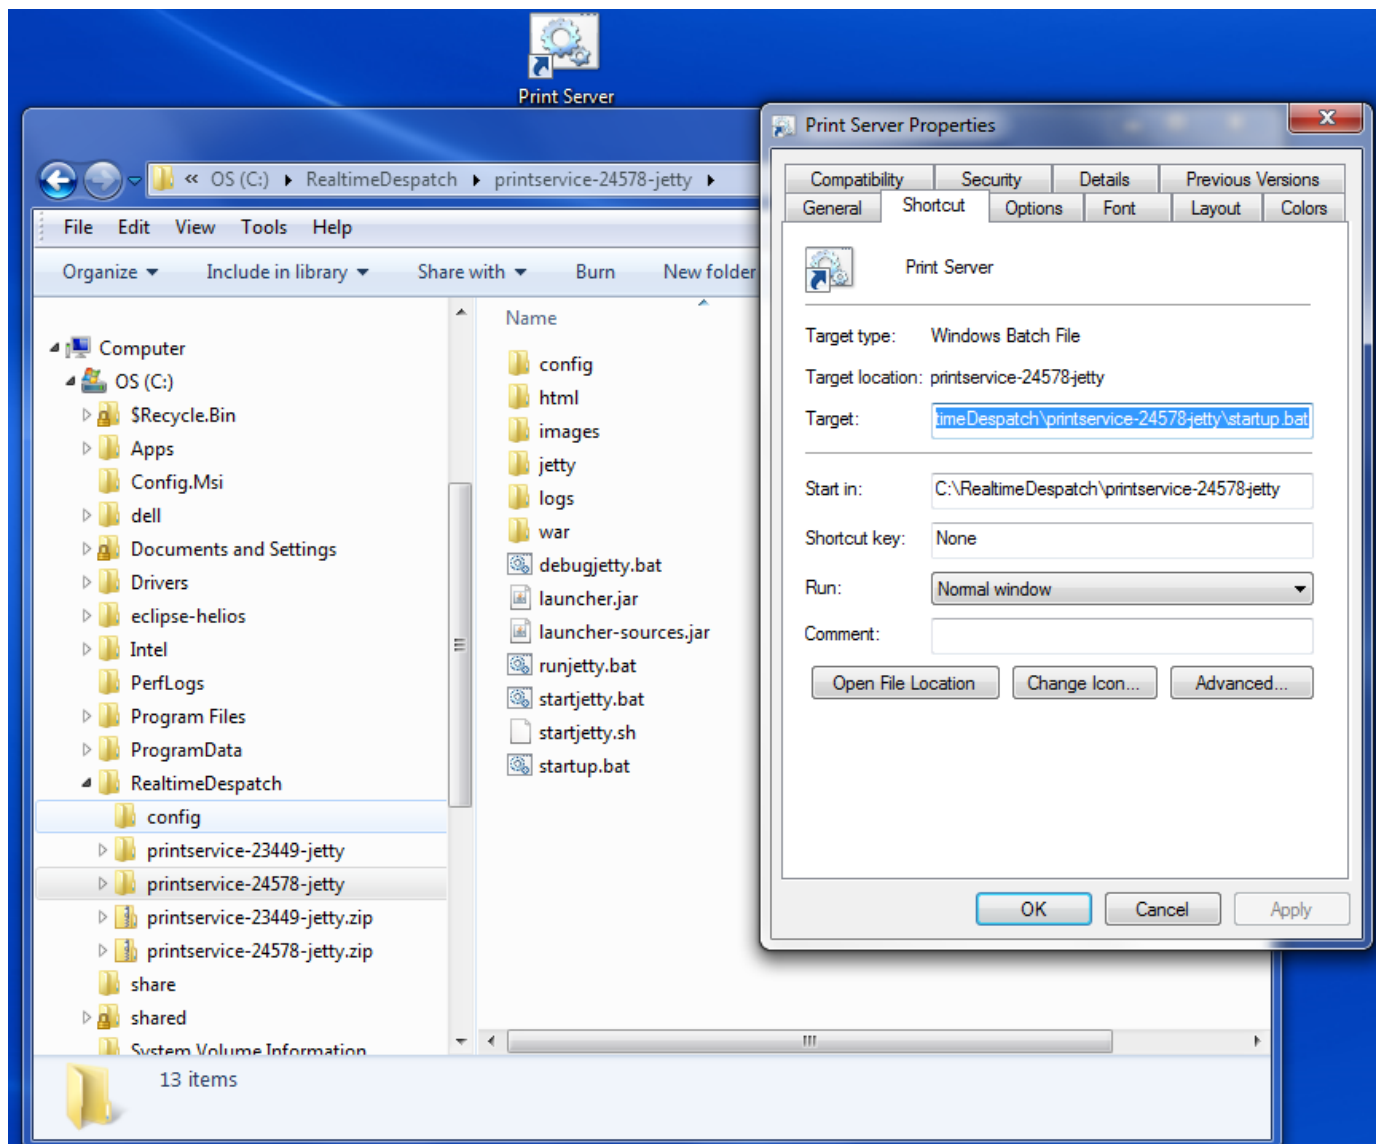 Print Server
« OS (C:) RealtimeDespatch printservice-24578-jetty
File Edit View Tools Help
Organize Include in library Share with Burn New folder
Computer
OS (C:)
$Recycle.Bin
Apps
Config.Msi
dell
Documents and Settings
Drivers
eclipse-helios
Intel
PerfLogs
Program Files
ProgramData
RealtimeDespatch
config
printservice-23449-jetty
printservice-24578-jetty
printservice-23449-jetty.zip
printservice-24578-jetty.zip
share
shared
System Volume Information
Name
config
html
images
jetty
logs
war
debugjetty.bat
launcher.jar
launcher-sources.jar
runjetty.bat
startjetty.bat
startjetty.sh
startup.bat
13 items
Print Server Properties
X
Compatibility Security Details Previous Versions
General Shortcut Options Font Layout Colors
Print Server
Target type: Windows Batch File
Target location: printservice-24578-jetty
Target: timeDespatch\printservice-24578-jetty\startup.bat
Start in: C:\RealtimeDespatch\printservice-24578-jetty
Shortcut key: None
Run: Normal window
Comment:
Open File Location Change Icon... Advanced...
OK Cancel Apply